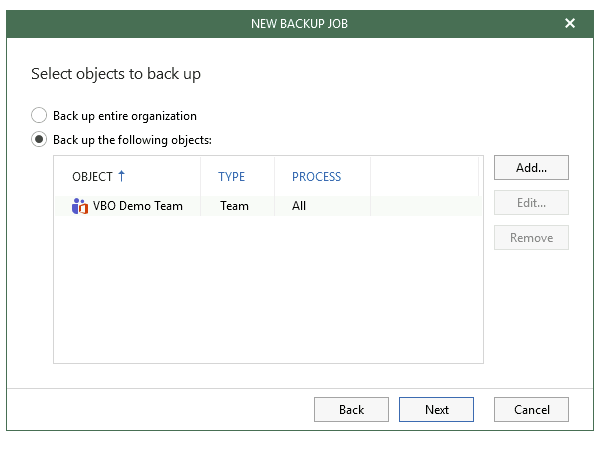 NEW BACKUP JOB
Select objects to back up
Back up entire organization
Back up the following objects:
OBJECT ↑ TYPE PROCESS
VBO Demo Team Team All
Add...
Edit...
Remove
Back Next Cancel